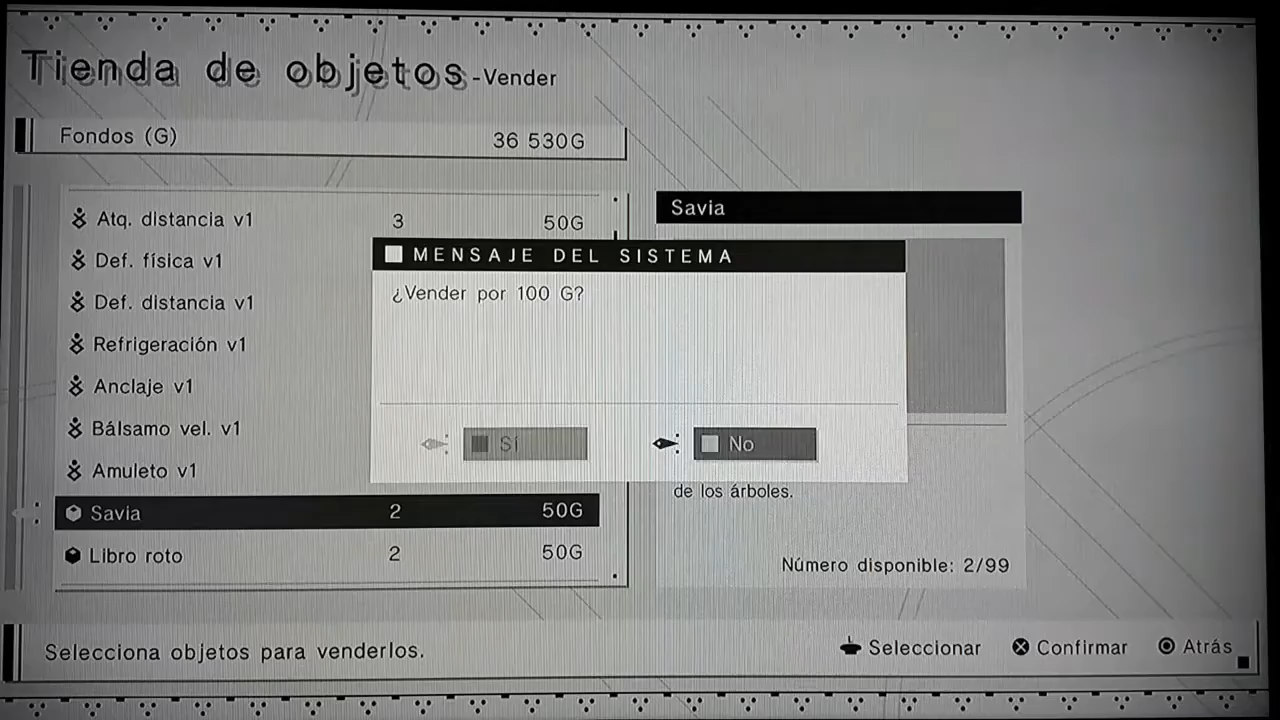 Tienda de objetos-Vender
Fondos (G) 36 530G
Atq. distancia v1 3 50G
Def. física v1
Def. distancia v1
Refrigeración v1
Anclaje v1
Bálsamo vel. v1
Amuleto v1
Savia 2 50G
Libro roto 2 50G
Savia
MENSAJE DEL SISTEMA
¿Vender por 100 G?
Sí No
de los árboles.
Número disponible: 2/99
Selecciona objetos para venderlos.
Seleccionar Confirmar Atrás